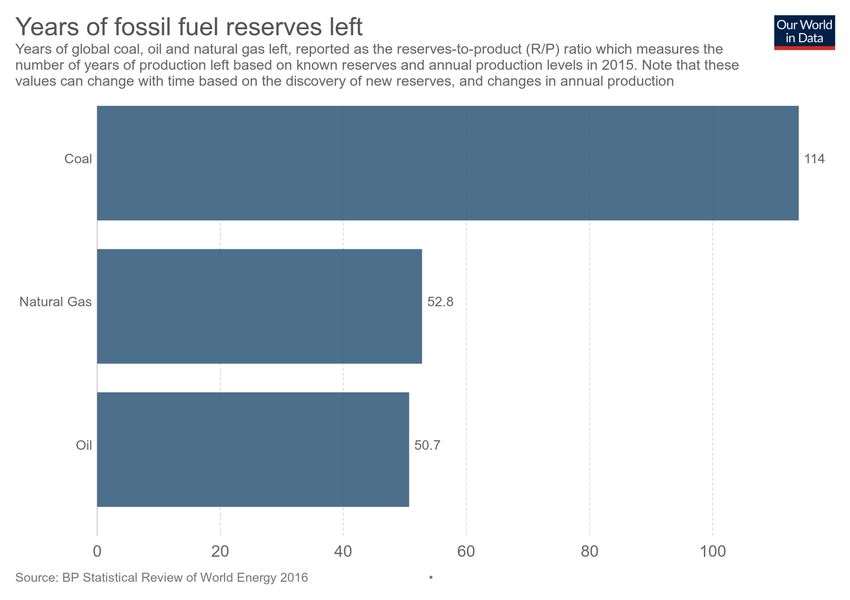 Years of fossil fuel reserves left
Our World
in Data
Years of global coal, oil and natural gas left, reported as the reserves-to-product (R/P) ratio which measures the
number of years of production left based on known reserves and annual production levels in 2015. Note that these
values can change with time based on the discovery of new reserves, and changes in annual production
Coal
114
Natural Gas
52.8
Oil
50.7
0 20 40 60 80 100
Source: BP Statistical Review of World Energy 2016 •